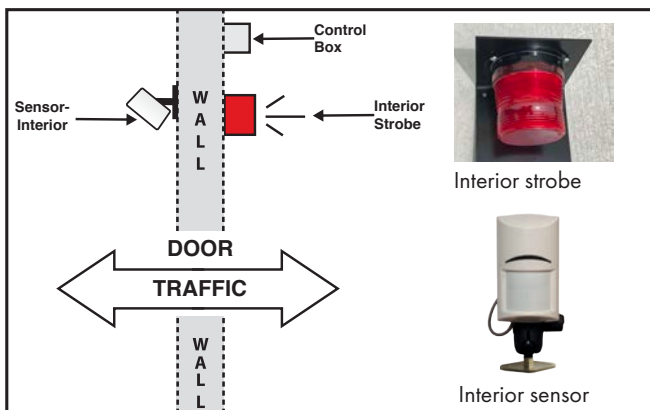 Control
Box
Sensor-
Interior
W
A
L
L
Interior
Strobe
Interior strobe
DOOR
TRAFFIC
W
A
L
L
Interior sensor